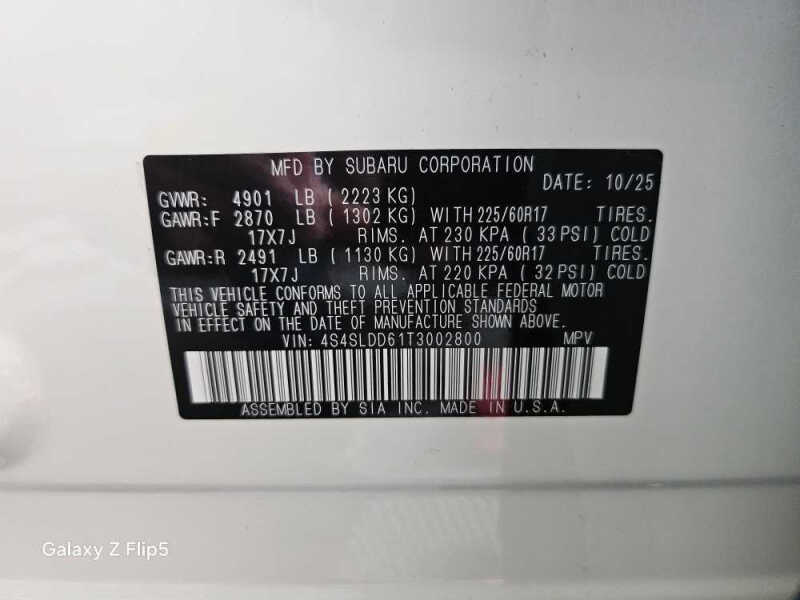 MFD BY SUBARU CORPORATION
DATE: 10/25
GVWR: 4901 LB ( 2223 KG)
GAWR:F 2870 LB ( 1302 KG) WITH 225/60R17 TIRES.
17X7J RIMS. AT 230 KPA ( 33 PSI) COLD
GAWR:R 2491 LB ( 1130 KG) WITH 225/60R17 TIRES.
17X7J RIMS. AT 220 KPA ( 32 PSI) COLD
THIS VEHICLE CONFORMS TO ALL APPLICABLE FEDERAL MOTOR
VEHICLE SAFETY AND THEFT PREVENTION STANDARDS
IN EFFECT ON THE DATE OF MANUFACTURE SHOWN ABOVE.
VIN: 4S4SLDD61T3002800 MPV
ASSEMBLED BY SIA INC. MADE IN U.S.A.
Galaxy Z Flip5